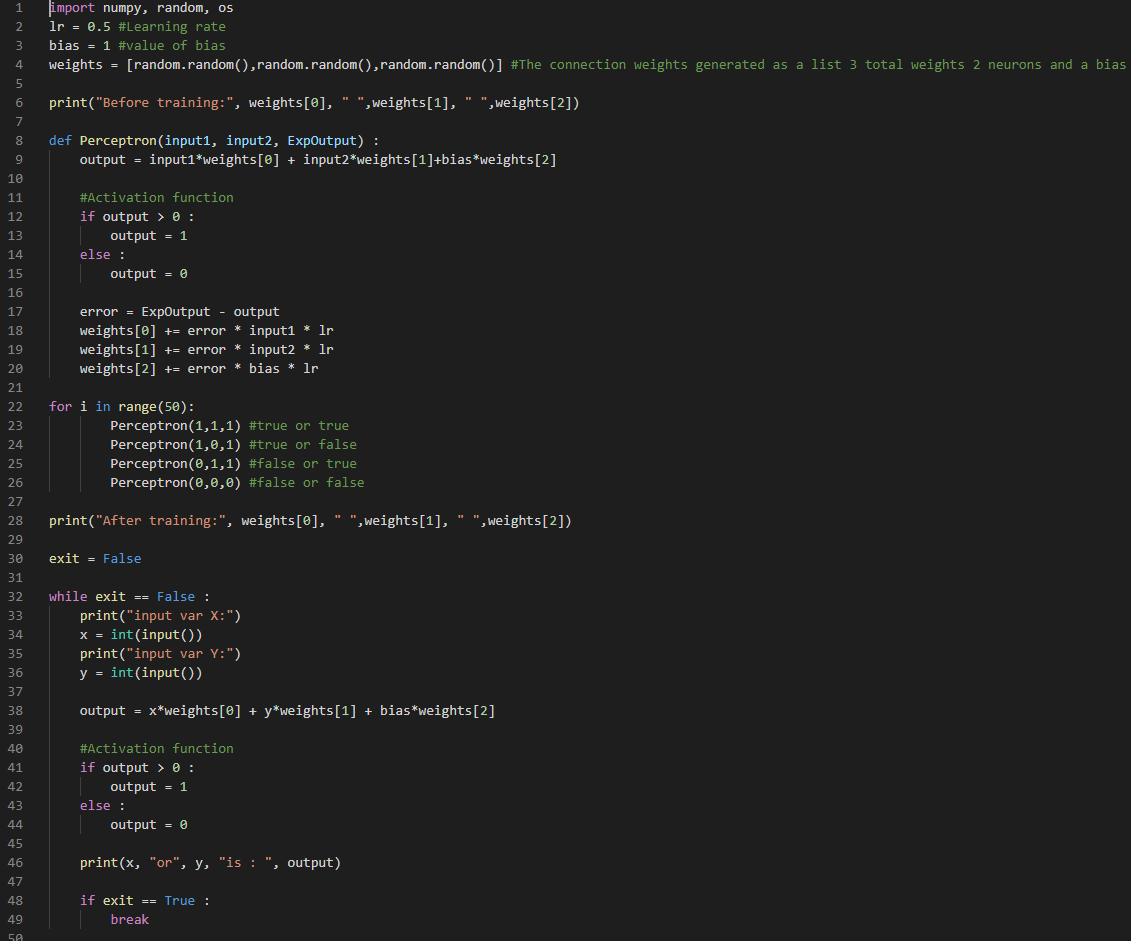 1 import numpy, random, os
2 lr = 0.5 #Learning rate
3 bias = 1 #value of bias
4 weights = [random.random(),random.random(),random.random()] #The connection weights generated as a list 3 total weights 2 neurons and a bias
5
6 print("Before training:", weights[0], " ",weights[1], " ",weights[2])
7
8 def Perceptron(input1, input2, ExpOutput) :
9     output = input1*weights[0] + input2*weights[1]+bias*weights[2]
10
11     #Activation function
12     if output > 0 :
13         output = 1
14     else :
15         output = 0
16
17     error = ExpOutput - output
18     weights[0] += error * input1 * lr
19     weights[1] += error * input2 * lr
20     weights[2] += error * bias * lr
21
22 for i in range(50):
23         Perceptron(1,1,1) #true or true
24         Perceptron(1,0,1) #true or false
25         Perceptron(0,1,1) #false or true
26         Perceptron(0,0,0) #false or false
27
28 print("After training:", weights[0], " ",weights[1], " ",weights[2])
29
30 exit = False
31
32 while exit == False :
33     print("input var X:")
34     x = int(input())
35     print("input var Y:")
36     y = int(input())
37
38     output = x*weights[0] + y*weights[1] + bias*weights[2]
39
40     #Activation function
41     if output > 0 :
42         output = 1
43     else :
44         output = 0
45
46     print(x, "or", y, "is : ", output)
47
48     if exit == True :
49         break
50